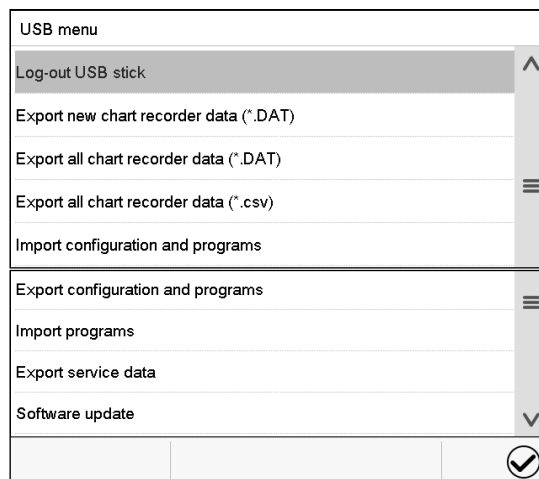 USB menu
Log-out USB stick
Export new chart recorder data (*.DAT)
Export all chart recorder data (*.DAT)
Export all chart recorder data (*.csv)
Import configuration and programs
Export configuration and programs
Import programs
Export service data
Software update